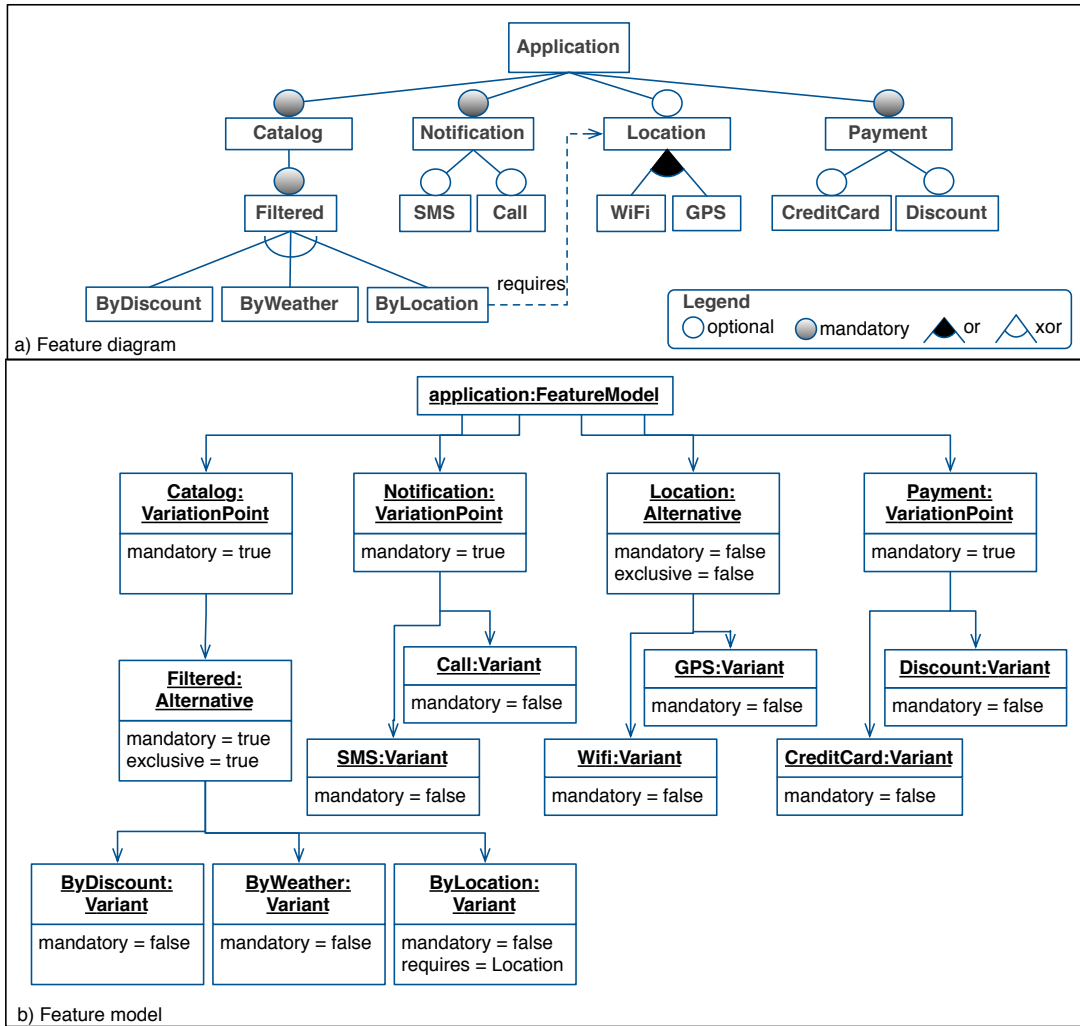 Application
Catalog
Notification
Location
Payment
Filtered
SMS
Call
WiFi
GPS
CreditCard
Discount
ByDiscount
ByWeather
ByLocation
requires
Legend
optional
mandatory
or
xor
a) Feature diagram
application:FeatureModel
Catalog:
VariationPoint
mandatory = true
Notification:
VariationPoint
mandatory = true
Location:
Alternative
mandatory = false
exclusive = false
Payment:
VariationPoint
mandatory = true
Filtered:
Alternative
mandatory = true
exclusive = true
Call:Variant
mandatory = false
GPS:Variant
mandatory = false
Discount:Variant
mandatory = false
SMS:Variant
mandatory = false
Wifi:Variant
mandatory = false
CreditCard:Variant
mandatory = false
ByDiscount:
Variant
mandatory = false
ByWeather:
Variant
mandatory = false
ByLocation:
Variant
mandatory = false
requires = Location
b) Feature model